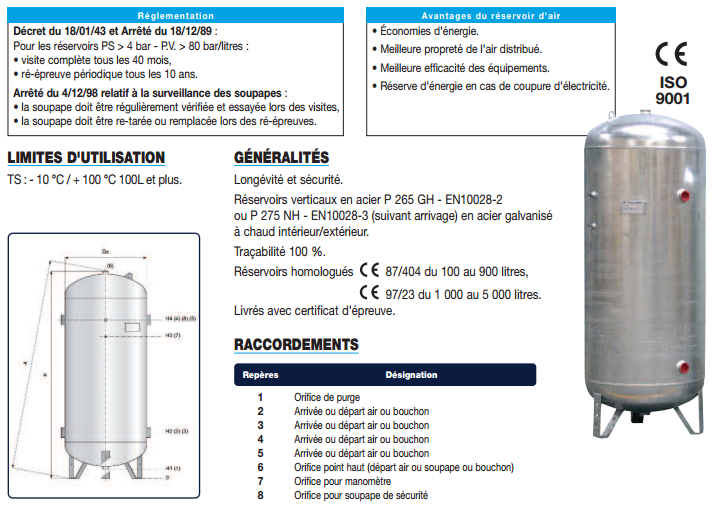 Réglementation
Décret du 18/01/43 et Arrêté du 18/12/89 :
Pour les réservoirs PS > 4 bar - P.V. > 80 bar/litres :
• visite complète tous les 40 mois,
• ré-épreuve périodique tous les 10 ans.
Arrêté du 4/12/98 relatif à la surveillance des soupapes :
• la soupape doit être régulièrement vérifiée et essayée lors des visites,
• la soupape doit être re-tarée ou remplacée lors des ré-épreuves.
Avantages du réservoir d'air
• Économies d'énergie.
• Meilleure propreté de l'air distribué.
• Meilleure efficacité des équipements.
• Réserve d'énergie en cas de coupure d'électricité.
CE
ISO
9001
LIMITES D'UTILISATION
TS : - 10 °C / + 100 °C 100L et plus.
GÉNÉRALITÉS
Longévité et sécurité.
Réservoirs verticaux en acier P 265 GH - EN10028-2
ou P 275 NH - EN10028-3 (suivant arrivage) en acier galvanisé
à chaud intérieur/extérieur.
Traçabilité 100 %.
Réservoirs homologués CE 87/404 du 100 au 900 litres,
CE 97/23 du 1 000 au 5 000 litres.
Livrés avec certificat d'épreuve.
De
(6)
H4 (4) (8) (5)
H3 (7)
H2 (2) (3)
H1 (1)
0
RACCORDEMENTS
Repères Désignation
1 Orifice de purge
2 Arrivée ou départ air ou bouchon
3 Arrivée ou départ air ou bouchon
4 Arrivée ou départ air ou bouchon
5 Arrivée ou départ air ou bouchon
6 Orifice point haut (départ air ou soupape ou bouchon)
7 Orifice pour manomètre
8 Orifice pour soupape de sécurité